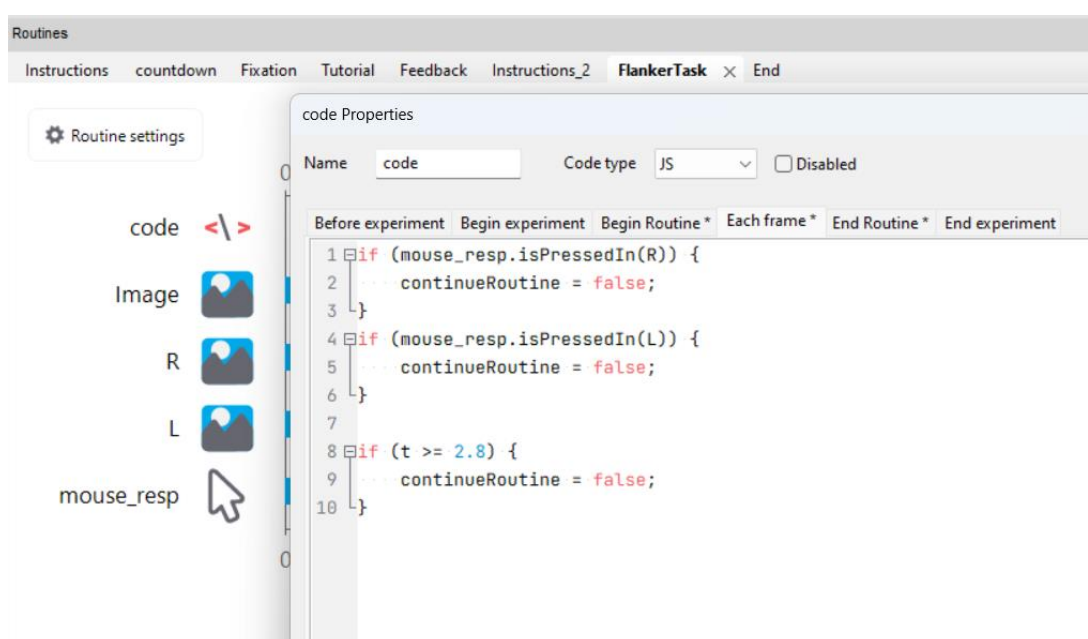 Routines
Instructions countdown Fixation Tutorial Feedback Instructions_2 FlankerTask × End
Routine settings
code Properties
Name code Code type JS Disabled
Before experiment Begin experiment Begin Routine * Each frame * End Routine * End experiment
code
Image
R
L
mouse_resp
0
0
1 if (mouse_resp.isPressedIn(R)) {
2 continueRoutine = false;
3 }
4 if (mouse_resp.isPressedIn(L)) {
5 continueRoutine = false;
6 }
7
8 if (t >= 2.8) {
9 continueRoutine = false;
10 }